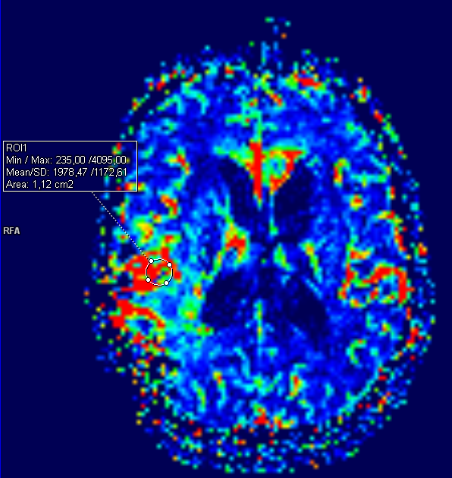 ROI1
Min / Max: 235,00 /4095,00
Mean/SD: 1978,47 /1172,61
Area: 1,12 cm2
RFA